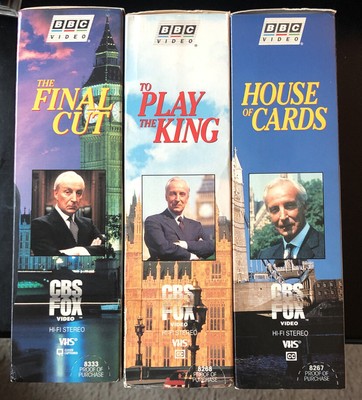 BBC
VIDEO
THE
FINAL
CUT
CBS
FOX
VIDEO
HI-FI STEREO
VHS
8333
PROOF OF
PURCHASE
BBC
VIDEO
TO
PLAY
THE
KING
CBS
FOX
VIDEO
HI-FI STEREO
VHS
CC
8268
PROOF OF
PURCHASE
BBC
VIDEO
HOUSE
OF CARDS
CBS
FOX
VIDEO
HI-FI STEREO
VHS
CC
8267
PROOF OF
PURCHASE